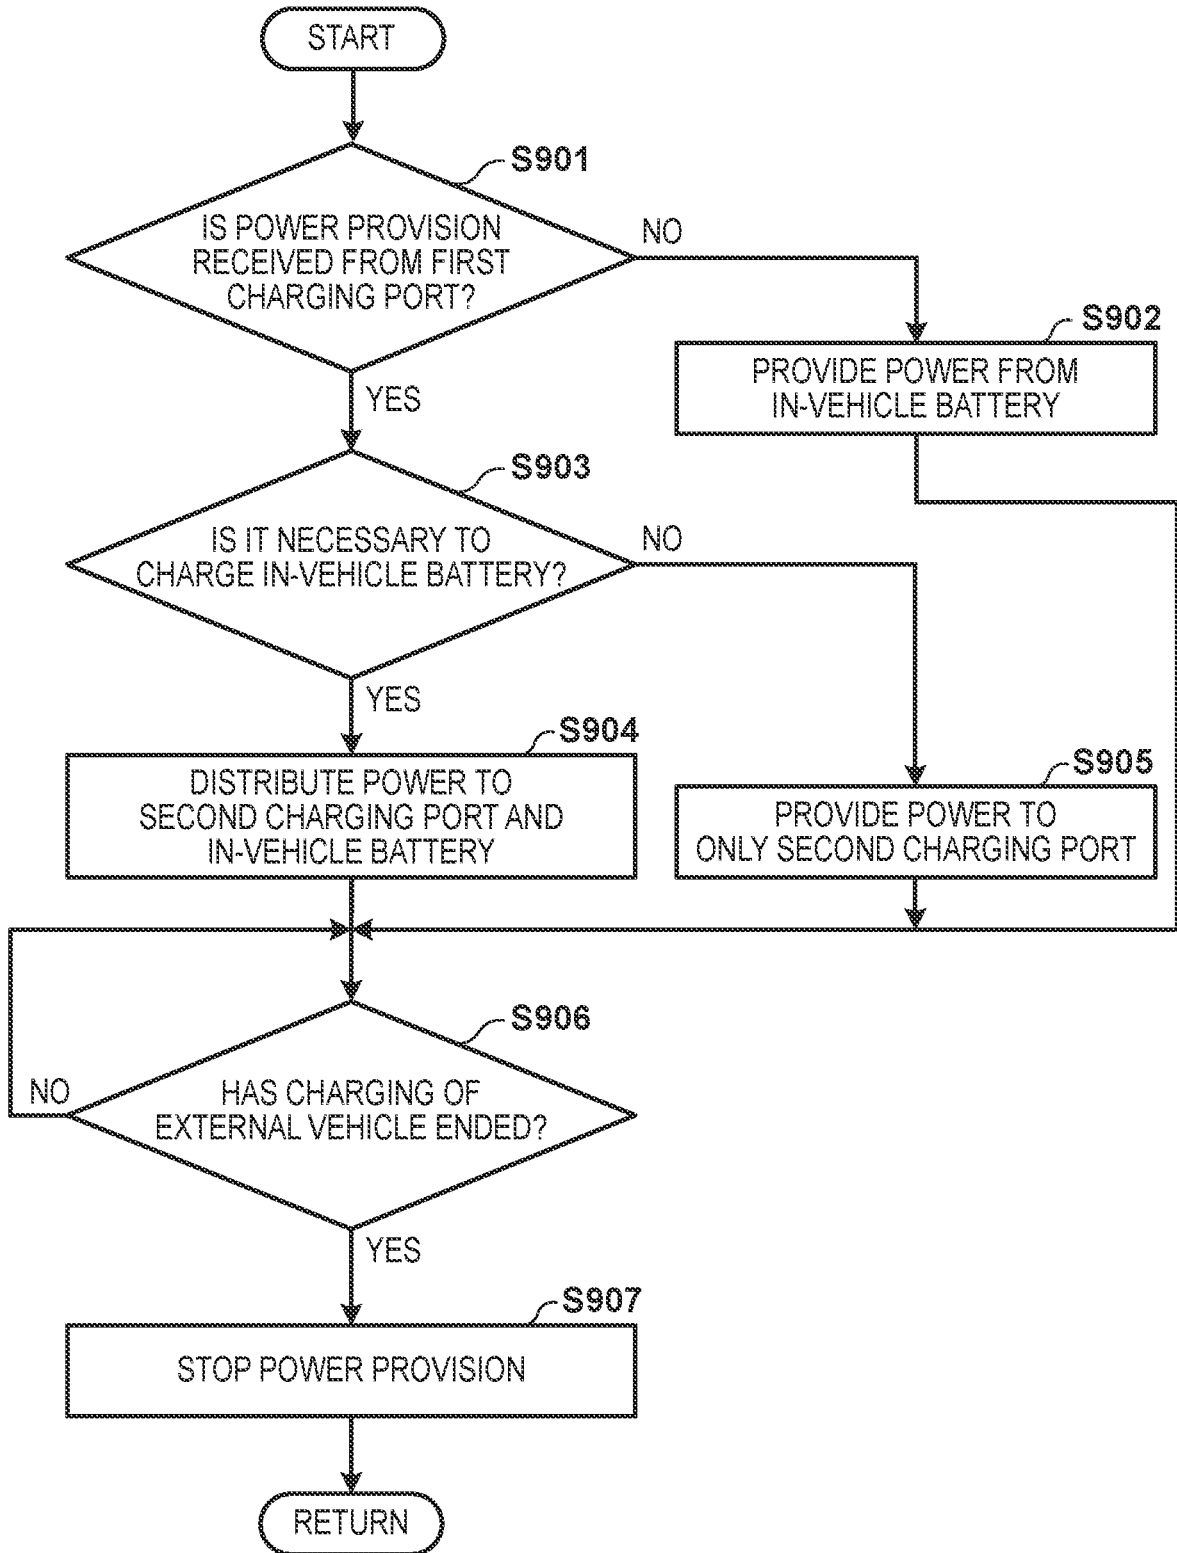 START
S901
IS POWER PROVISION
RECEIVED FROM FIRST
CHARGING PORT?
NO
YES
S902
PROVIDE POWER FROM
IN-VEHICLE BATTERY
S903
IS IT NECESSARY TO
CHARGE IN-VEHICLE BATTERY?
NO
YES
S904
DISTRIBUTE POWER TO
SECOND CHARGING PORT AND
IN-VEHICLE BATTERY
S905
PROVIDE POWER TO
ONLY SECOND CHARGING PORT
S906
HAS CHARGING OF
EXTERNAL VEHICLE ENDED?
NO
YES
S907
STOP POWER PROVISION
RETURN